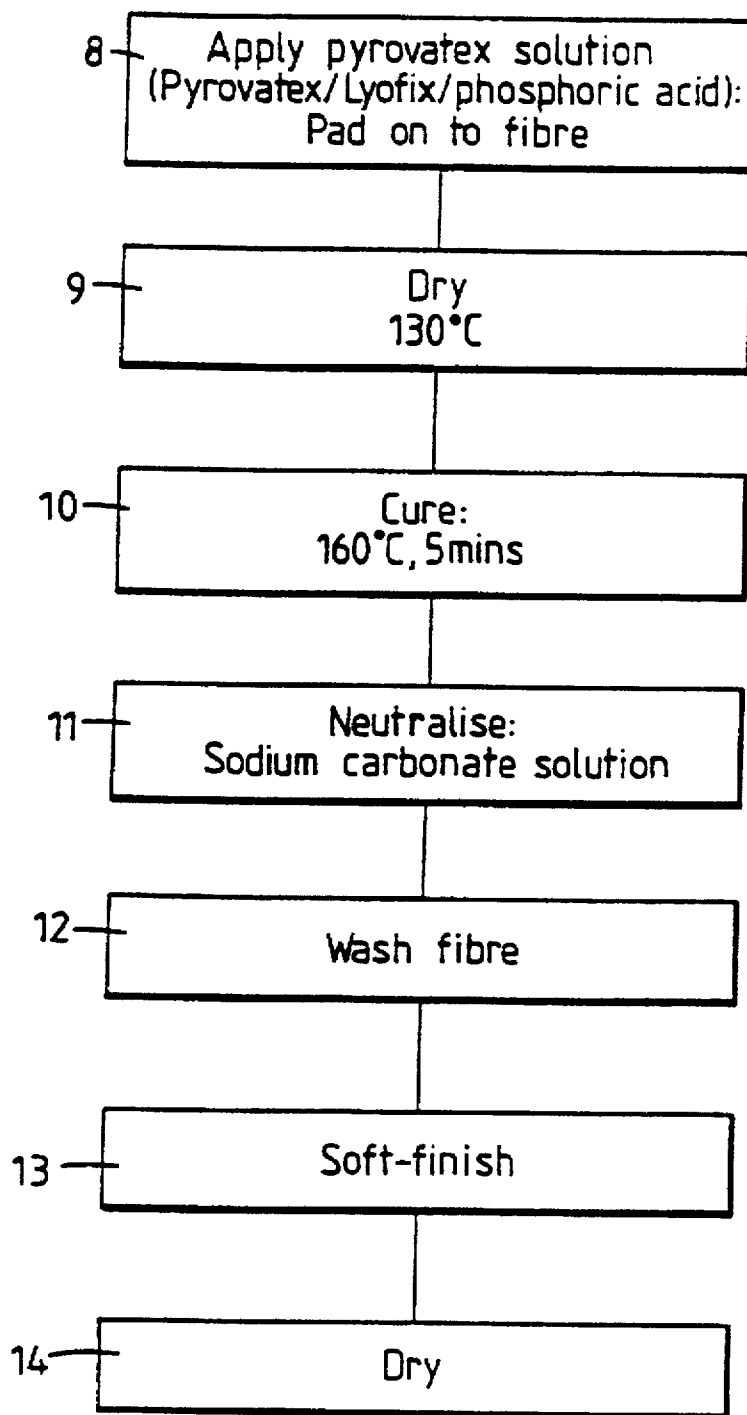 8
Apply pyrovatex solution
(Pyrovatex/Lyofix/phosphoric acid):
Pad on to fibre
9
Dry
130°C
10
Cure:
160°C, 5mins
11
Neutralise:
Sodium carbonate solution
12
Wash fibre
13
Soft-finish
14
Dry